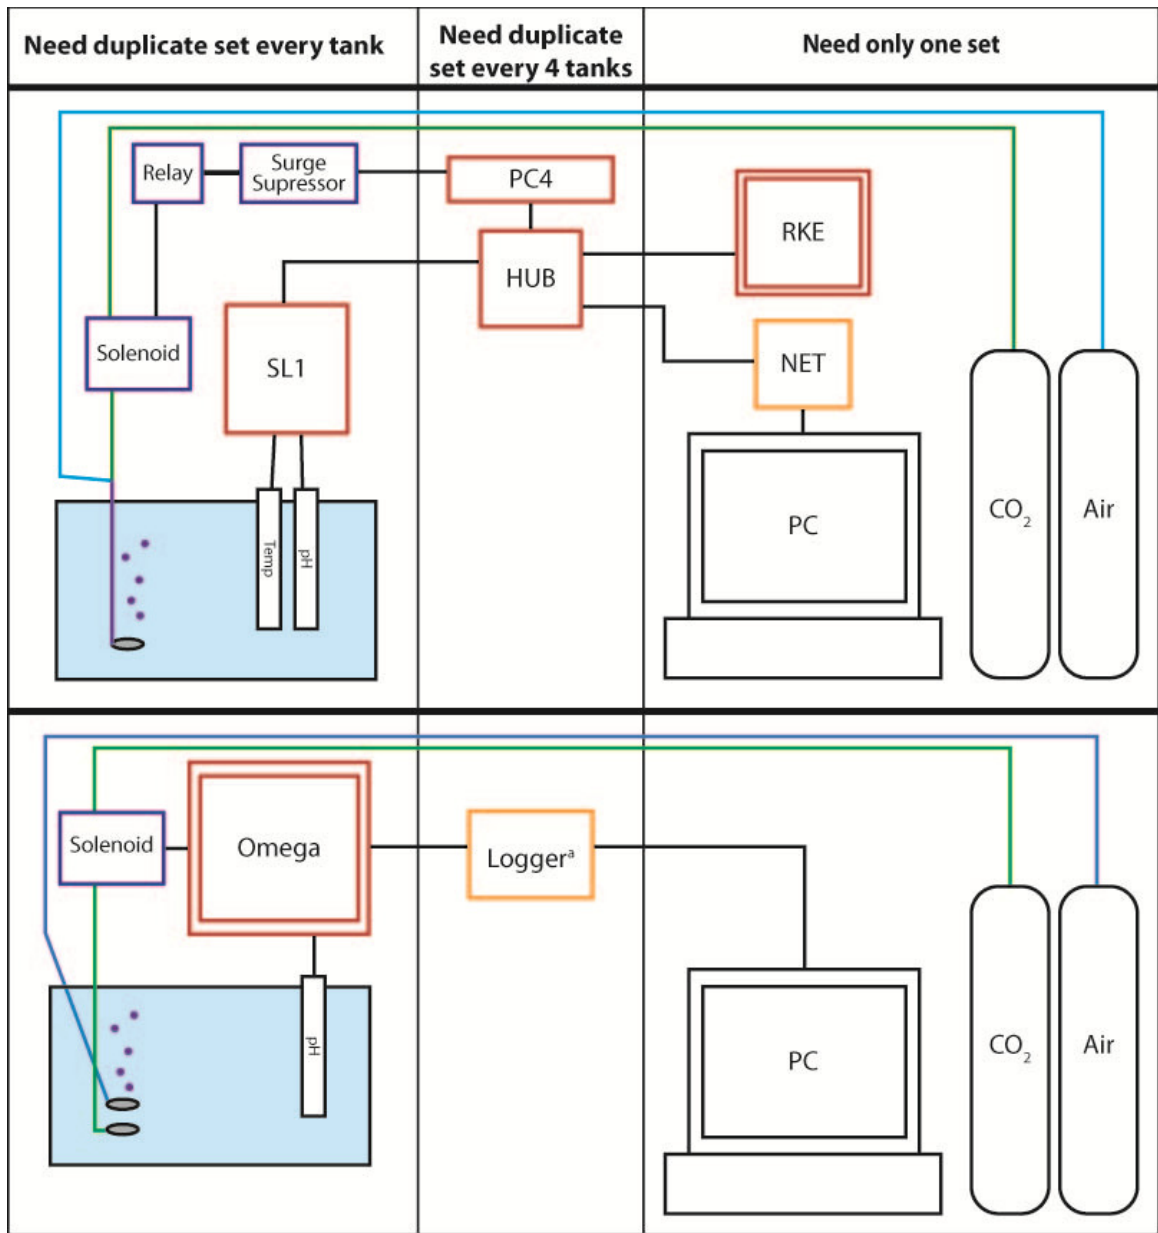 Need duplicate set every tank
Need duplicate
set every 4 tanks
Need only one set
Relay
Surge
Supressor
PC4
RKE
HUB
Solenoid
SL1
NET
Temp
pH
PC
CO₂
Air
Solenoid
Omega
Loggerᵃ
pH
PC
CO₂
Air